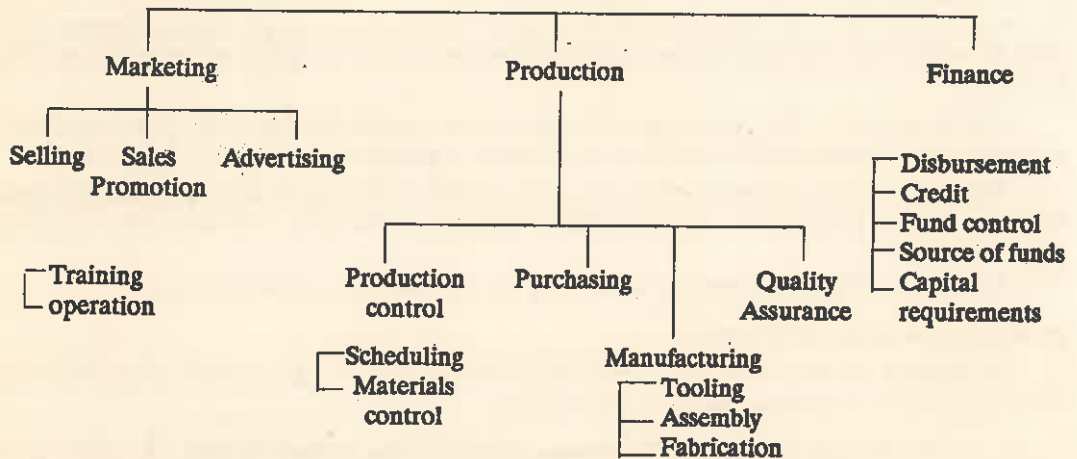 Marketing
Production
Finance
Selling
Sales
Promotion
Advertising
Training
operation
Production
control
Purchasing
Quality
Assurance
Scheduling
Materials
control
Manufacturing
Tooling
Assembly
Fabrication
Disbursement
Credit
Fund control
Source of funds
Capital
requirements